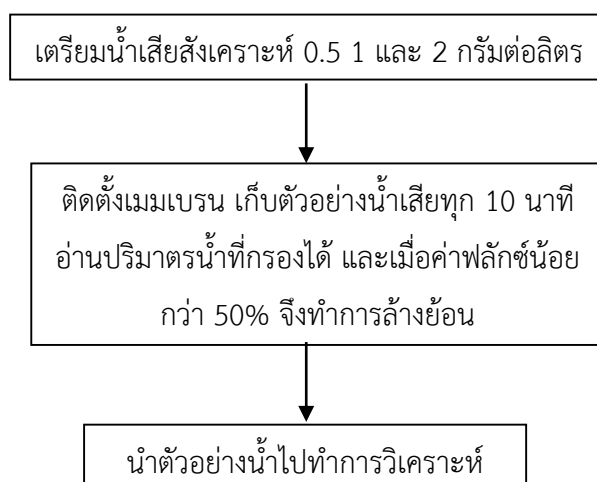 เตรียมน้ำเสียสังเคราะห์ 0.5 1 และ 2 กรัมต่อลิตร
ติดตั้งเมมเบรน เก็บตัวอย่างน้ำเสียทุก 10 นาที
อ่านปริมาตรน้ำที่กรองได้ และเมื่อค่าฟลักซ์น้อย
กว่า 50% จึงทำการล้างย้อน
นำตัวอย่างน้ำไปทำการวิเคราะห์